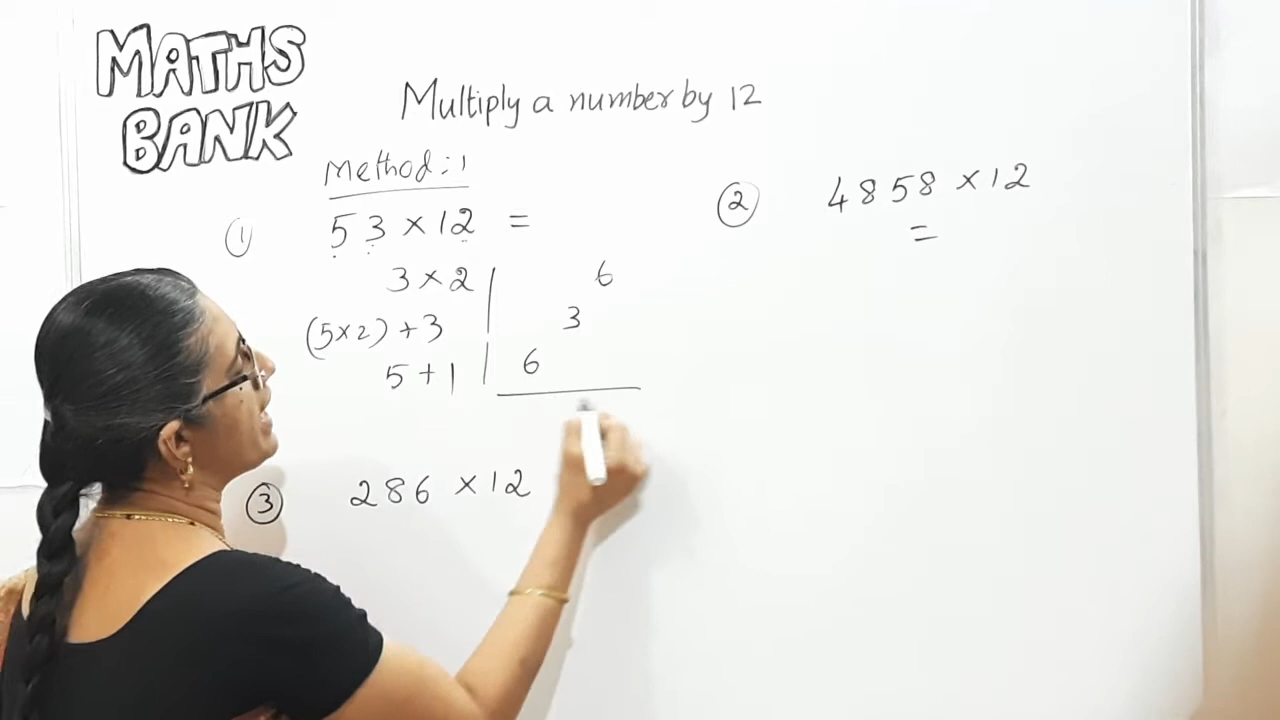 MATHS
BANK
Multiply a number by 12
Method:1
① 53 × 12 =
3 × 2 | 6
(5×2) + 3 | 3
5 + 1 | 6
② 4858 × 12
=
③ 286 × 12